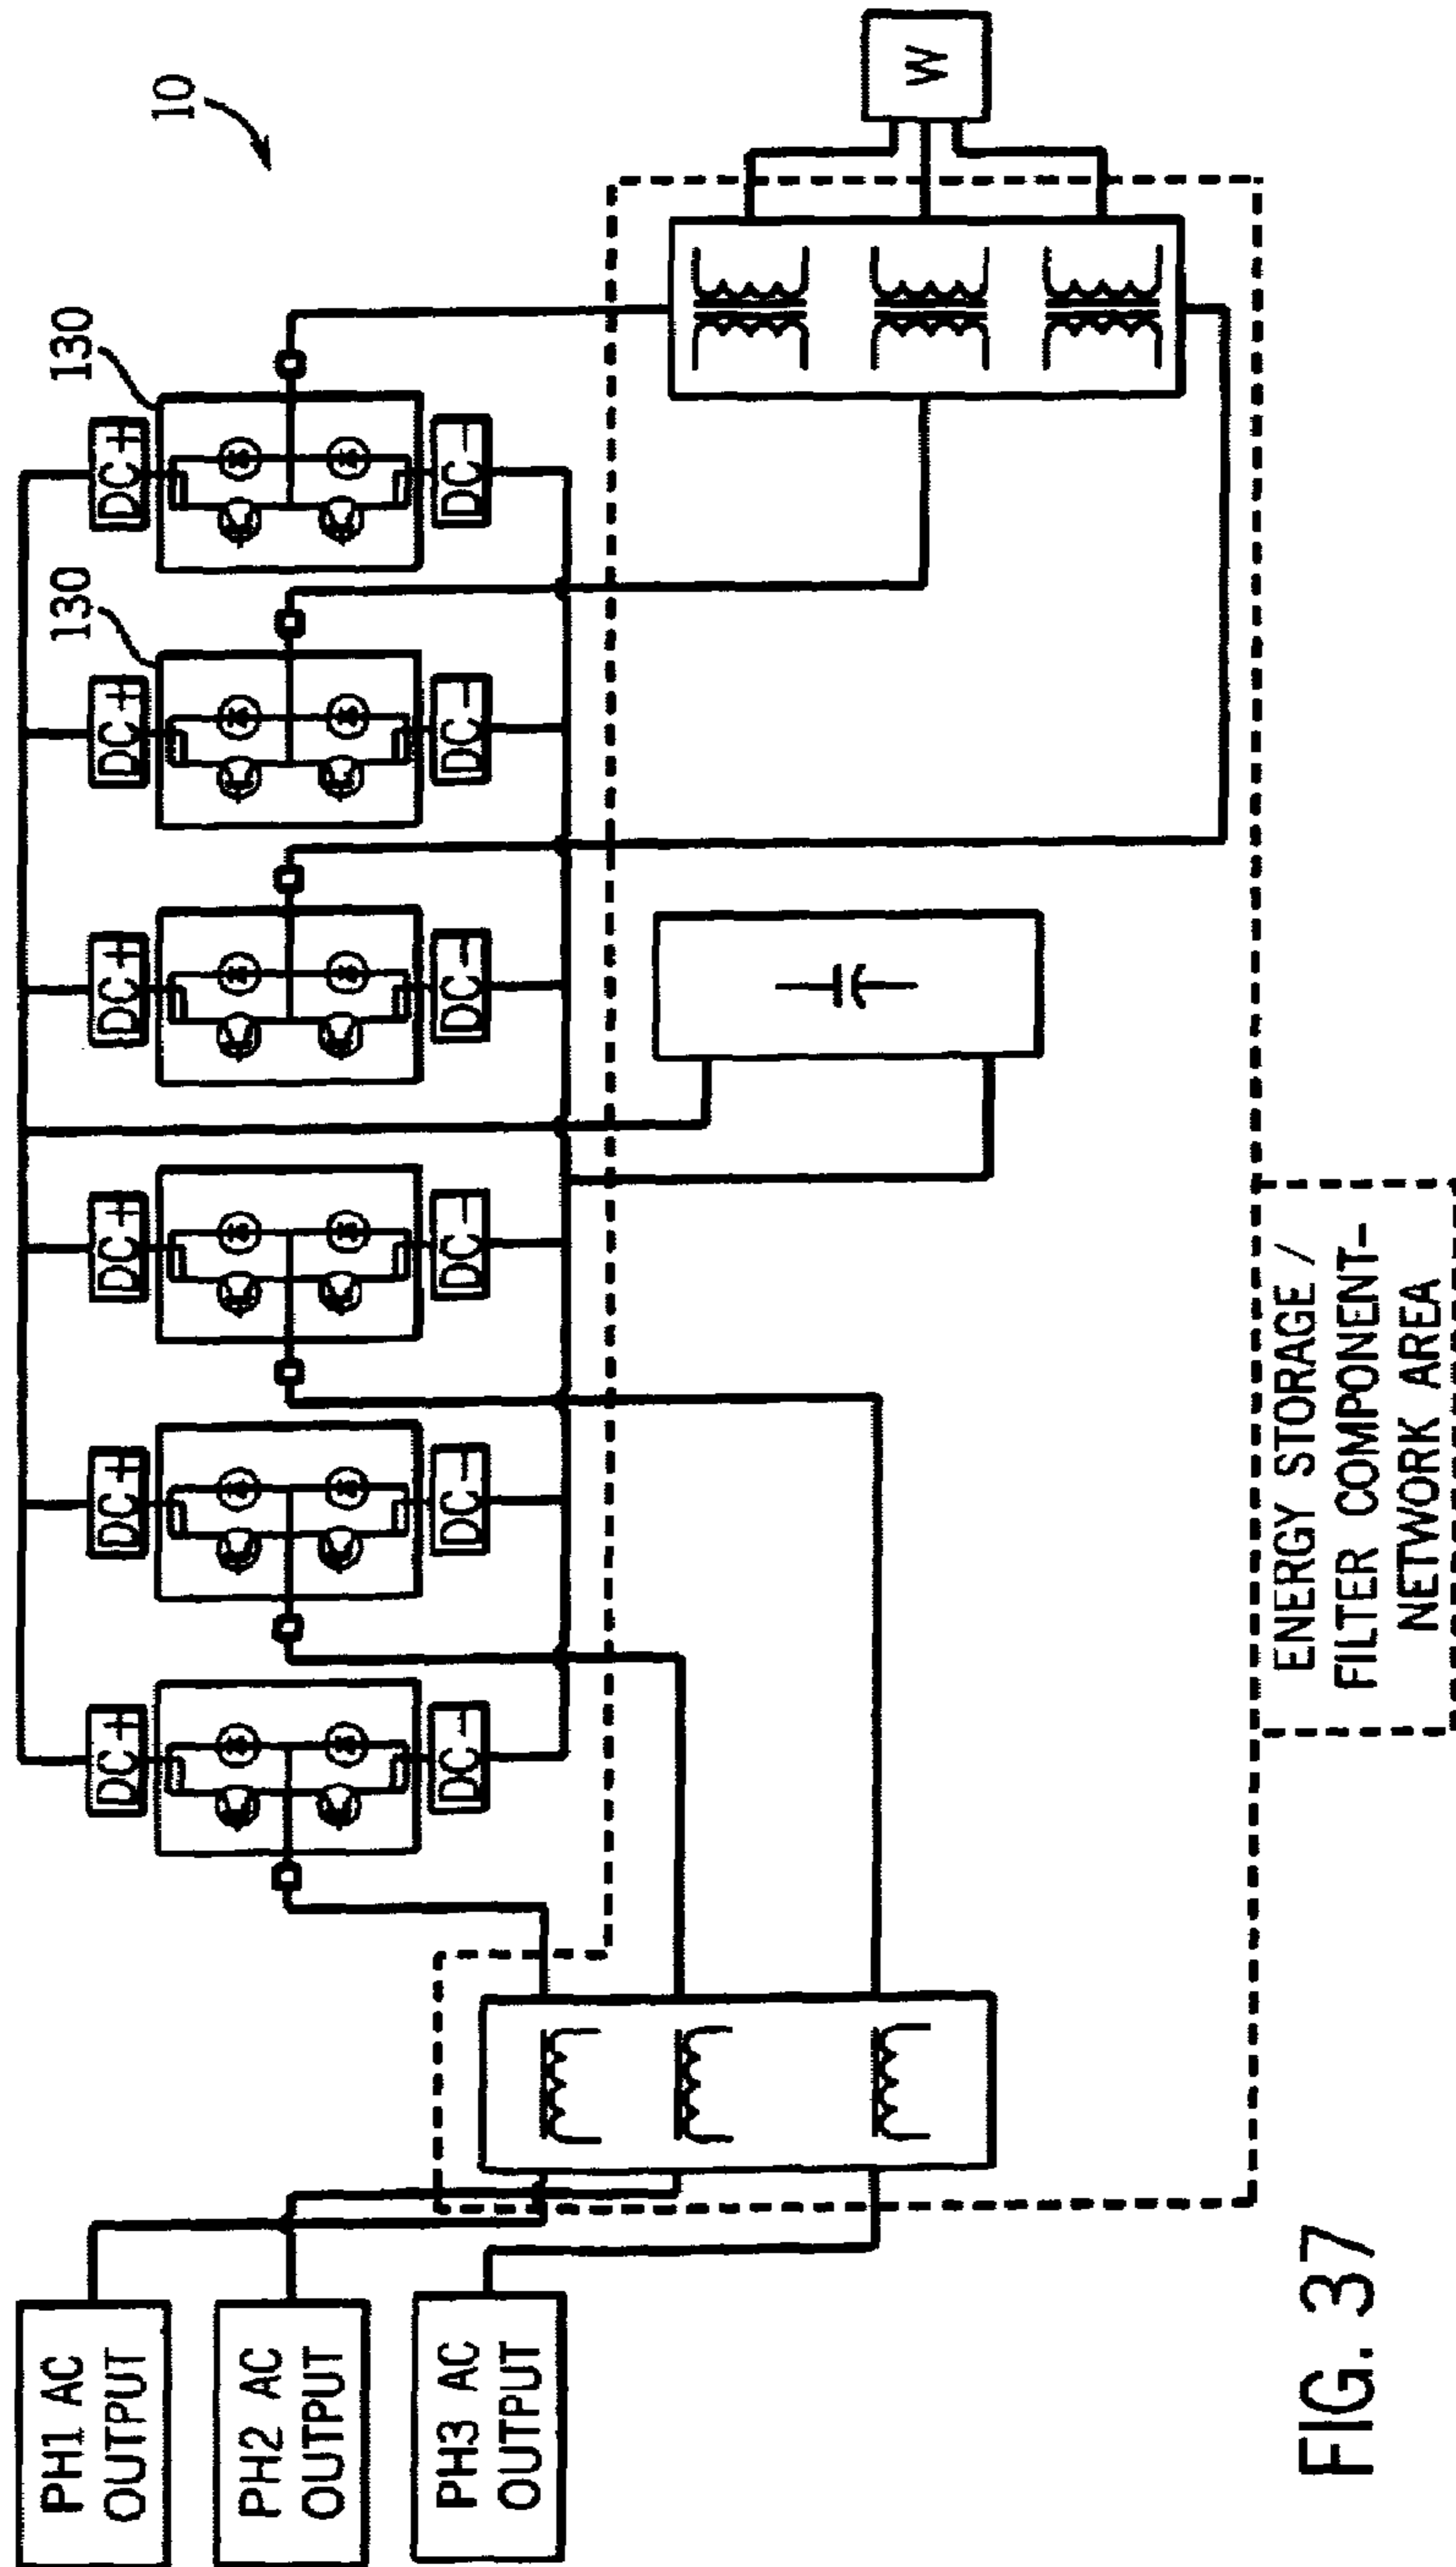 10
130
130
DC+
DC+
DC+
DC+
DC+
DC+
DC−
DC−
DC−
DC−
DC−
DC−
W
PH1 AC
OUTPUT
PH2 AC
OUTPUT
PH3 AC
OUTPUT
ENERGY STORAGE /
FILTER COMPONENT-
NETWORK AREA
FIG. 37